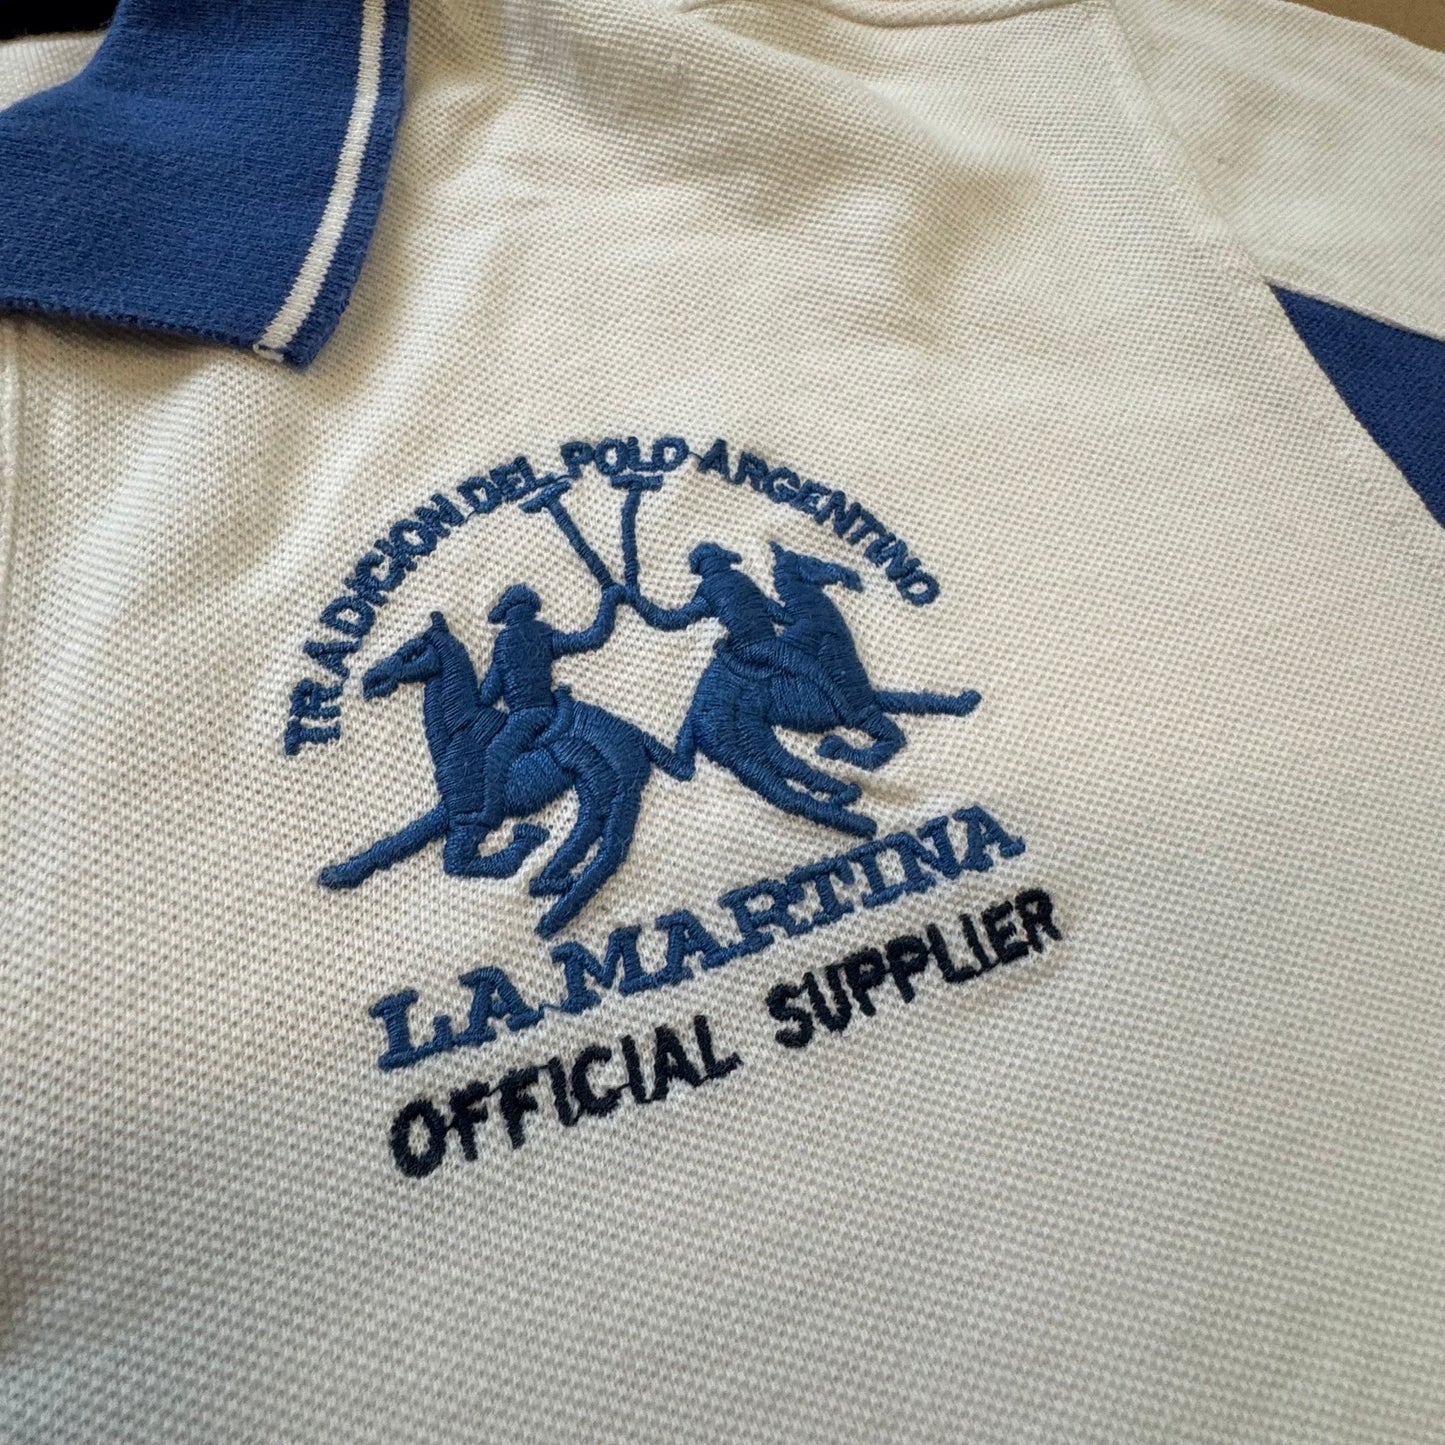 TRADICION DEL POLO ARGENTINO
LA MARTINA
OFFICIAL SUPPLIER